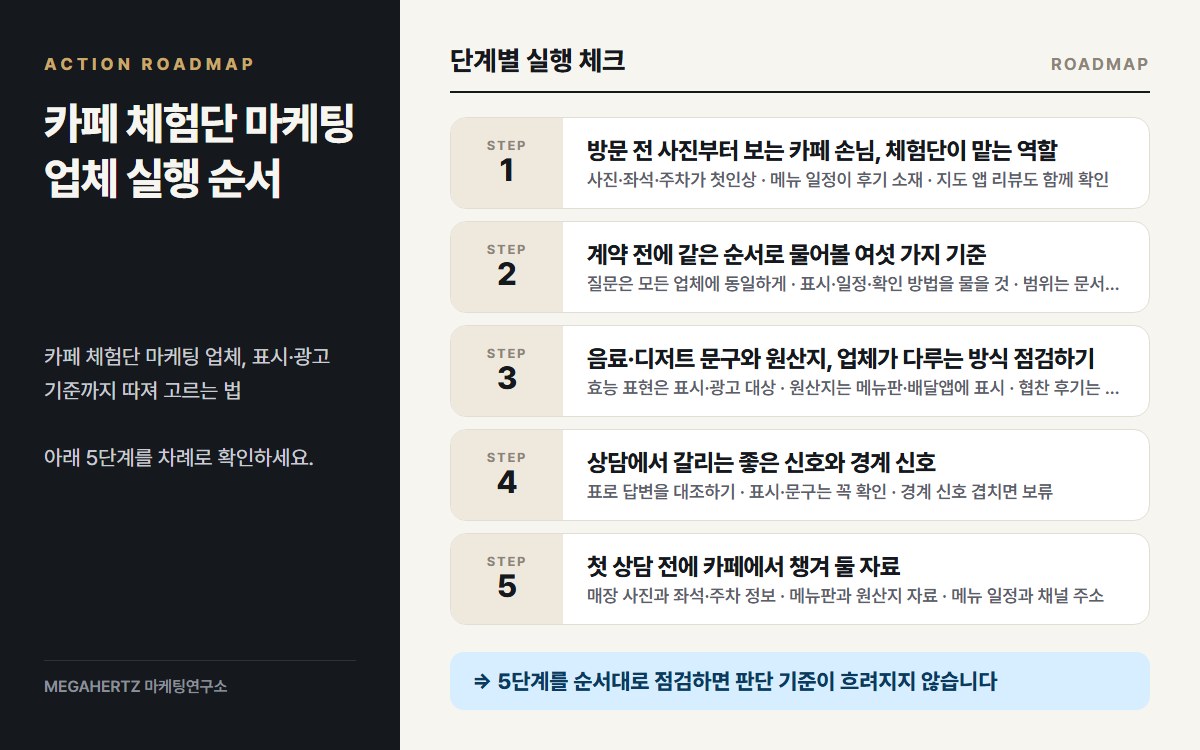 ACTION ROADMAP
카페 체험단 마케팅
업체 실행 순서
카페 체험단 마케팅 업체, 표시·광고
기준까지 따져 고르는 법
아래 5단계를 차례로 확인하세요.
MEGAHERTZ 마케팅연구소
단계별 실행 체크
ROADMAP
STEP
1
방문 전 사진부터 보는 카페 손님, 체험단이 맡는 역할
사진·좌석·주차가 첫인상 · 메뉴 일정이 후기 소재 · 지도 앱 리뷰도 함께 확인
STEP
2
계약 전에 같은 순서로 물어볼 여섯 가지 기준
질문은 모든 업체에 동일하게 · 표시·일정·확인 방법을 물을 것 · 범위는 문서...
STEP
3
음료·디저트 문구와 원산지, 업체가 다루는 방식 점검하기
효능 표현은 표시·광고 대상 · 원산지는 메뉴판·배달앱에 표시 · 협찬 후기는 ...
STEP
4
상담에서 갈리는 좋은 신호와 경계 신호
표로 답변을 대조하기 · 표시·문구는 꼭 확인 · 경계 신호 겹치면 보류
STEP
5
첫 상담 전에 카페에서 챙겨 둘 자료
매장 사진과 좌석·주차 정보 · 메뉴판과 원산지 자료 · 메뉴 일정과 채널 주소
→ 5단계를 순서대로 점검하면 판단 기준이 흐려지지 않습니다